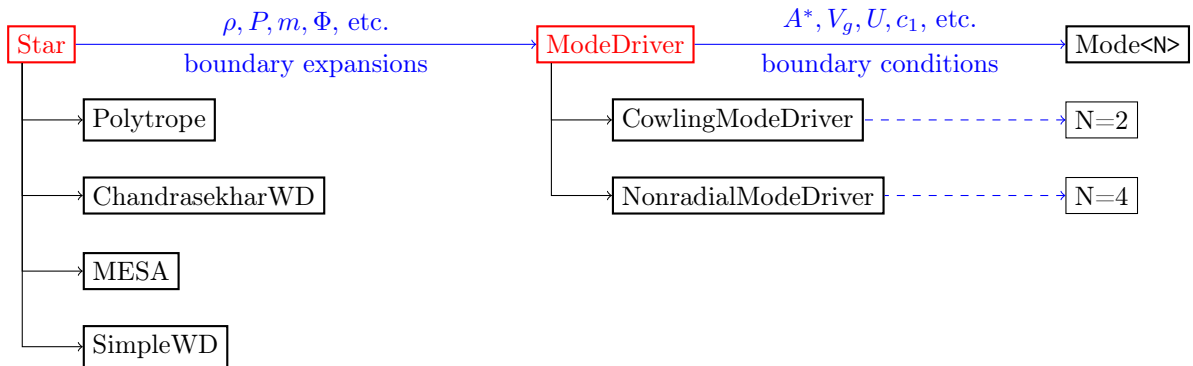 ρ, P, m, Φ, etc.
A*, V_g, U, c_1, etc.
Star
ModeDriver
Mode<N>
boundary expansions
boundary conditions
Polytrope
CowlingModeDriver
N=2
ChandrasekharWD
NonradialModeDriver
N=4
MESA
SimpleWD